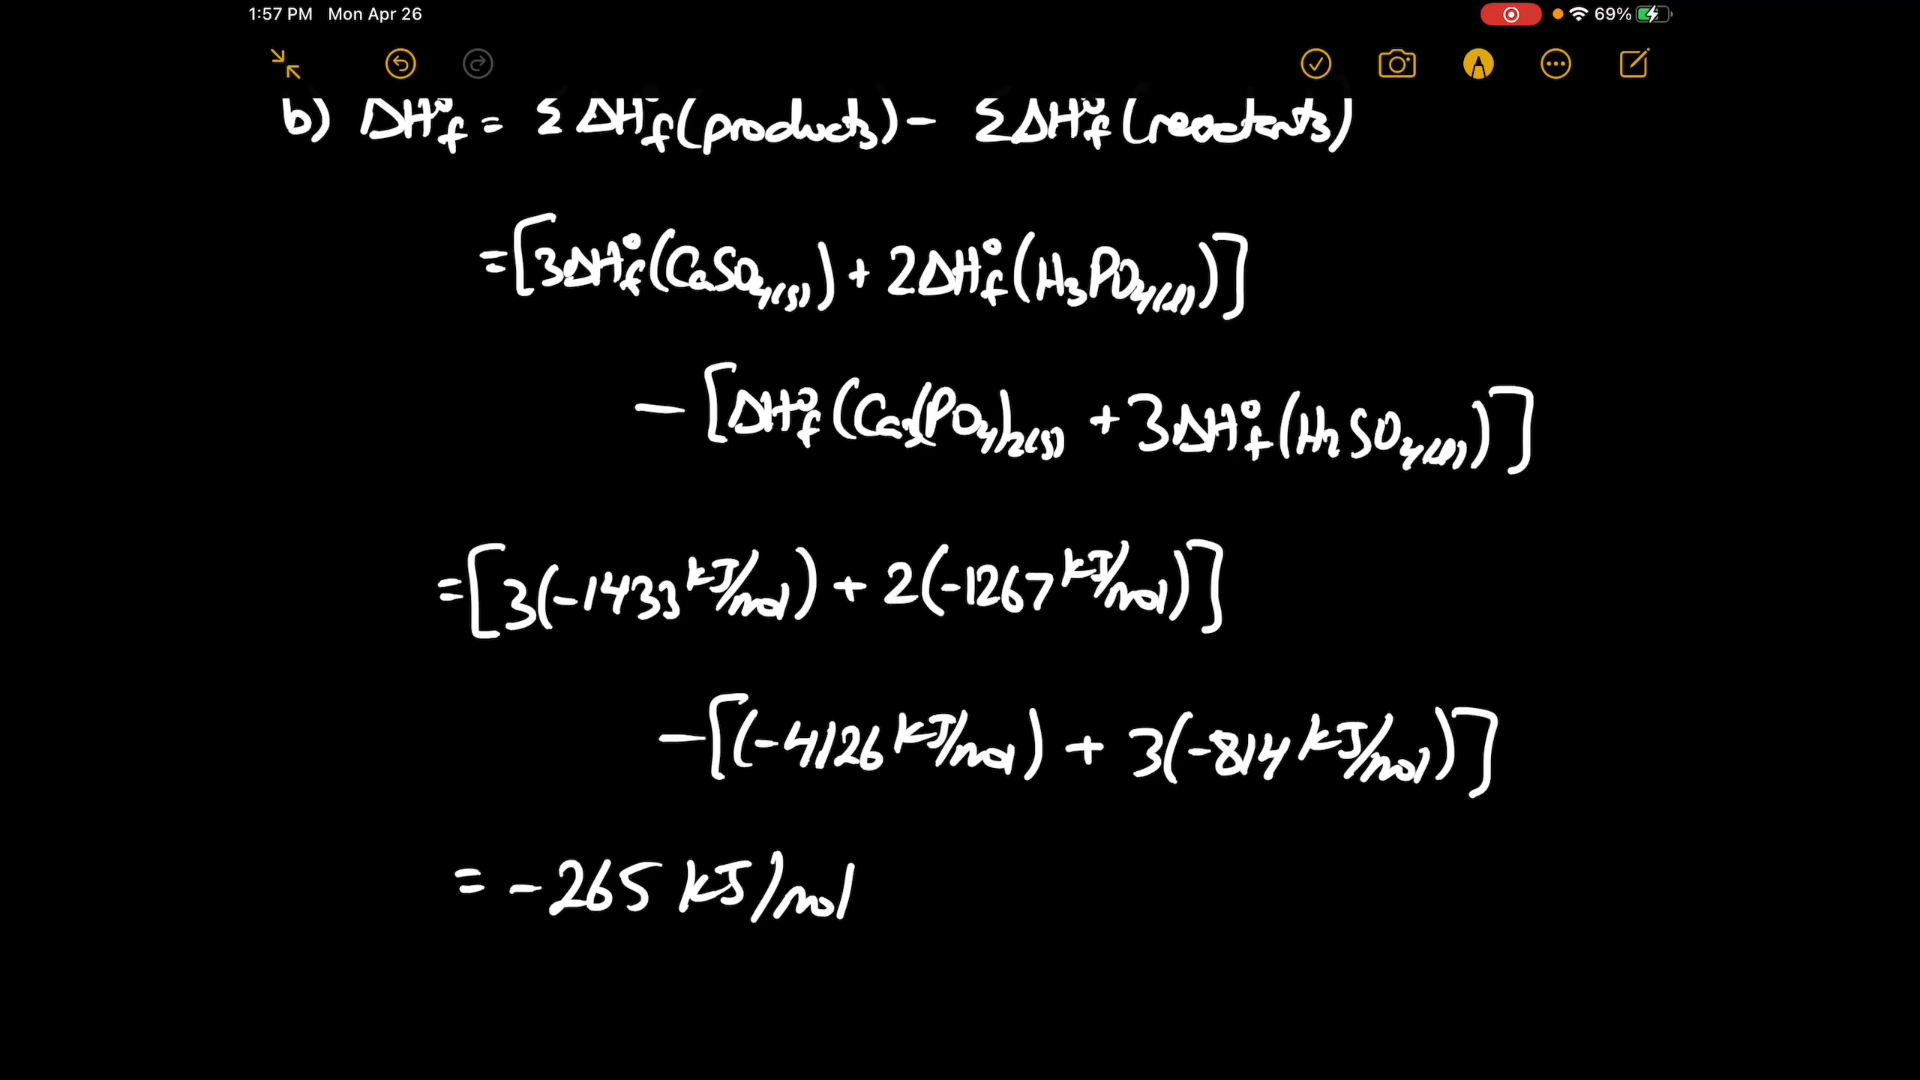 1:57 PM Mon Apr 26 69%
b) ΔH°f = Σ ΔH°f (products) - Σ ΔH°f (reactants)
= [3ΔH°f (CaSO₄(s)) + 2ΔH°f (H₃PO₄(l))]
- [ΔH°f (Ca₃(PO₄)₂(s) + 3ΔH°f (H₂SO₄(l))]
= [3(-1433 kJ/mol) + 2(-1267 kJ/mol)]
- [(-4126 kJ/mol) + 3(-814 kJ/mol)]
= -265 kJ/mol